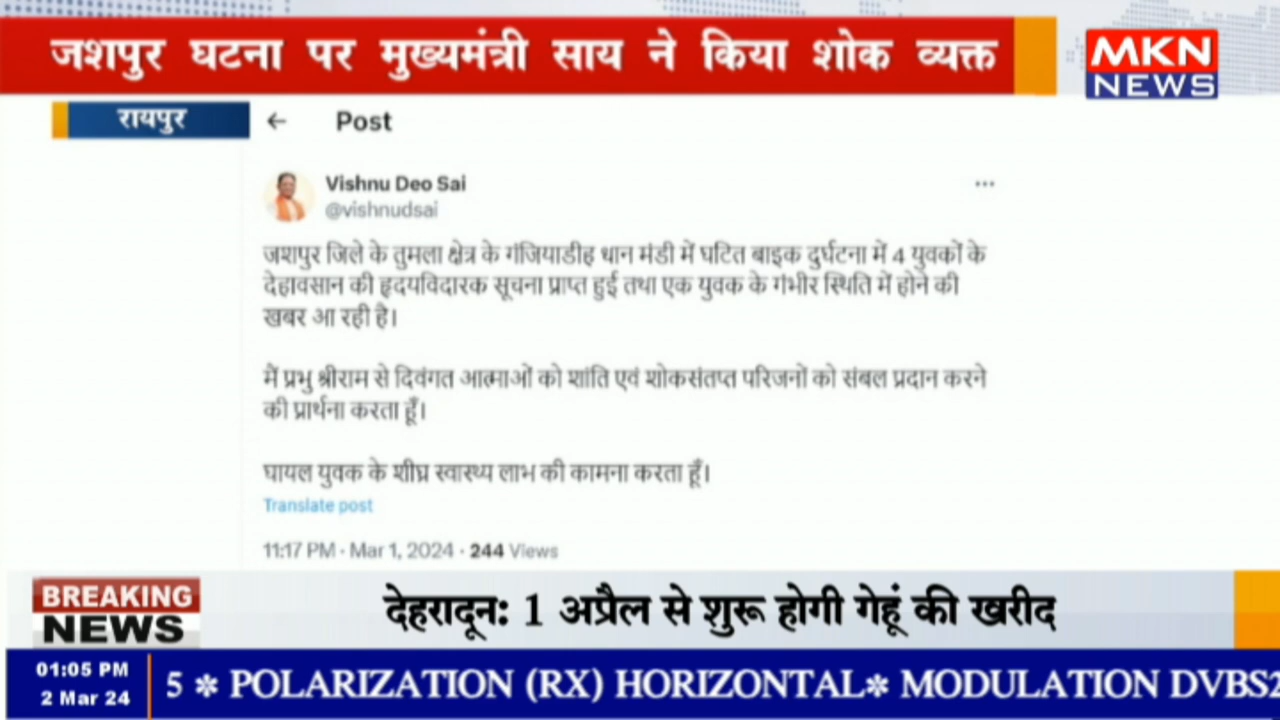 जशपुर घटना पर मुख्यमंत्री साय ने किया शोक व्यक्त
MKN
NEWS
रायपुर
← Post
Vishnu Deo Sai
@vishnudsai
...
जशपुर जिले के तुमला क्षेत्र के गंजियाडीह धान मंडी में घटित बाइक दुर्घटना में 4 युवकों के
देहावसान की हृदयविदारक सूचना प्राप्त हुई तथा एक युवक के गंभीर स्थिति में होने की
खबर आ रही है।
मैं प्रभु श्रीराम से दिवंगत आत्माओं को शांति एवं शोकसंतप्त परिजनों को संबल प्रदान करने
की प्रार्थना करता हूँ।
घायल युवक के शीघ्र स्वास्थ्य लाभ की कामना करता हूँ।
Translate post
11:17 PM · Mar 1, 2024 · 244 Views
BREAKING
NEWS
देहरादून: 1 अप्रैल से शुरू होगी गेहूं की खरीद
01:05 PM
2 Mar 24
5 * POLARIZATION (RX) HORIZONTAL* MODULATION DVBS2